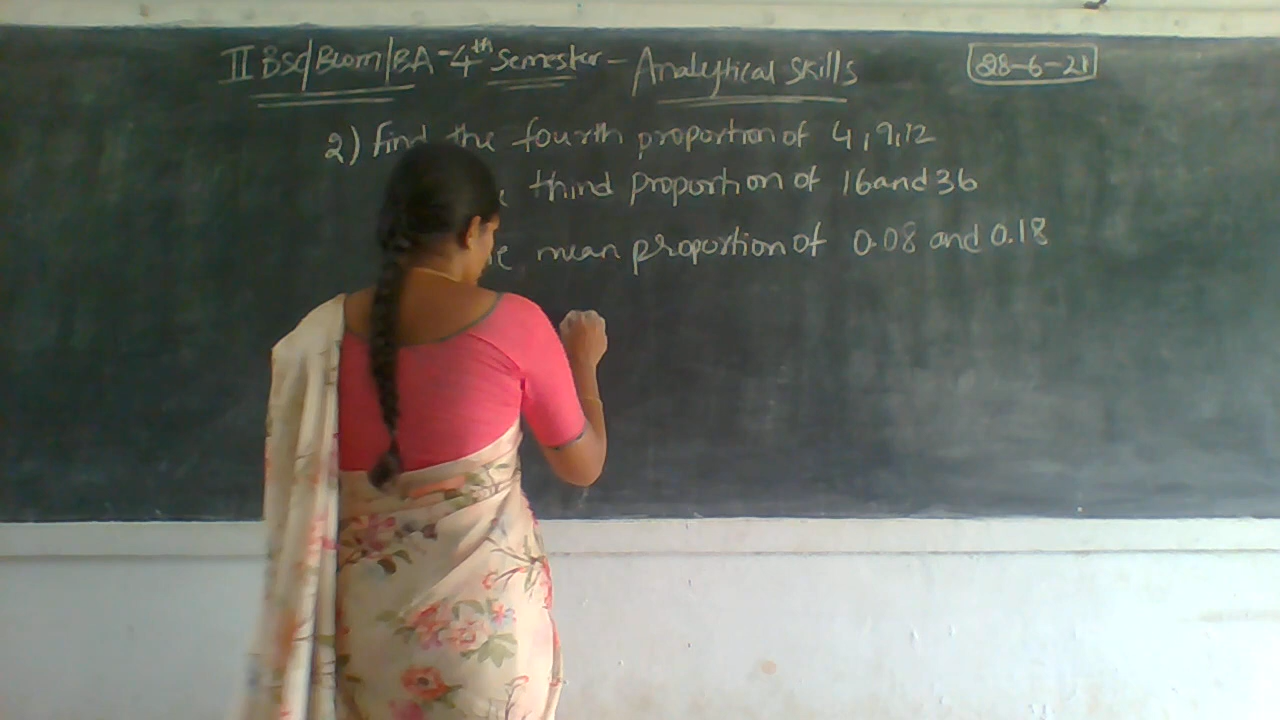 II BSc/Bcom/BA - 4th Semester - Analytical Skills 28-6-21
2) Find the fourth proportion of 4, 9, 12
third proportion of 16 and 36
mean proportion of 0.08 and 0.18